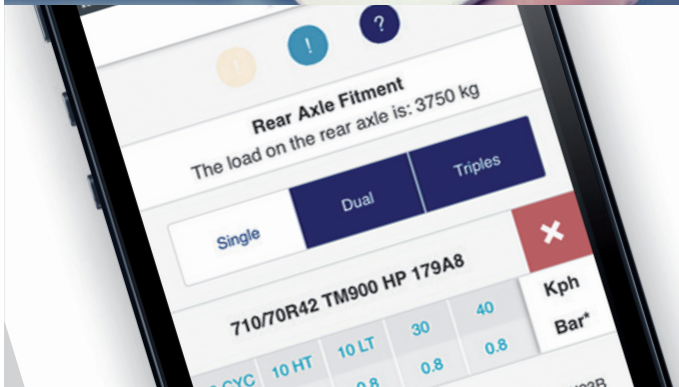 ! ! ?
Rear Axle Fitment
The load on the rear axle is: 3750 kg
Single Dual Triples
710/70R42 TM900 HP 179A8
CYC 10 HT 10 LT 30 40 Kph
0.8 0.8 0.8 Bar*